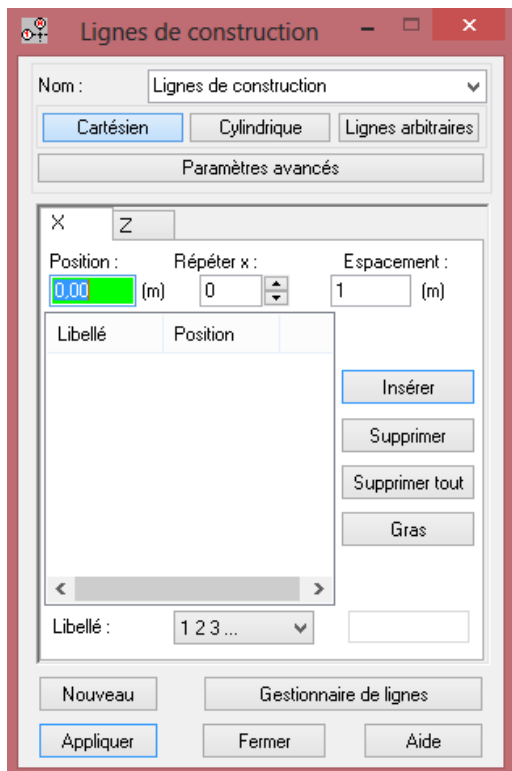 Lignes de construction
Nom : Lignes de construction
Cartésien Cylindrique Lignes arbitraires
Paramètres avancés
X Z
Position : Répéter x : Espacement :
0,00 (m) 0 1 (m)
Libellé Position
Insérer
Supprimer
Supprimer tout
Gras
Libellé : 1 2 3 ...
Nouveau Gestionnaire de lignes
Appliquer Fermer Aide